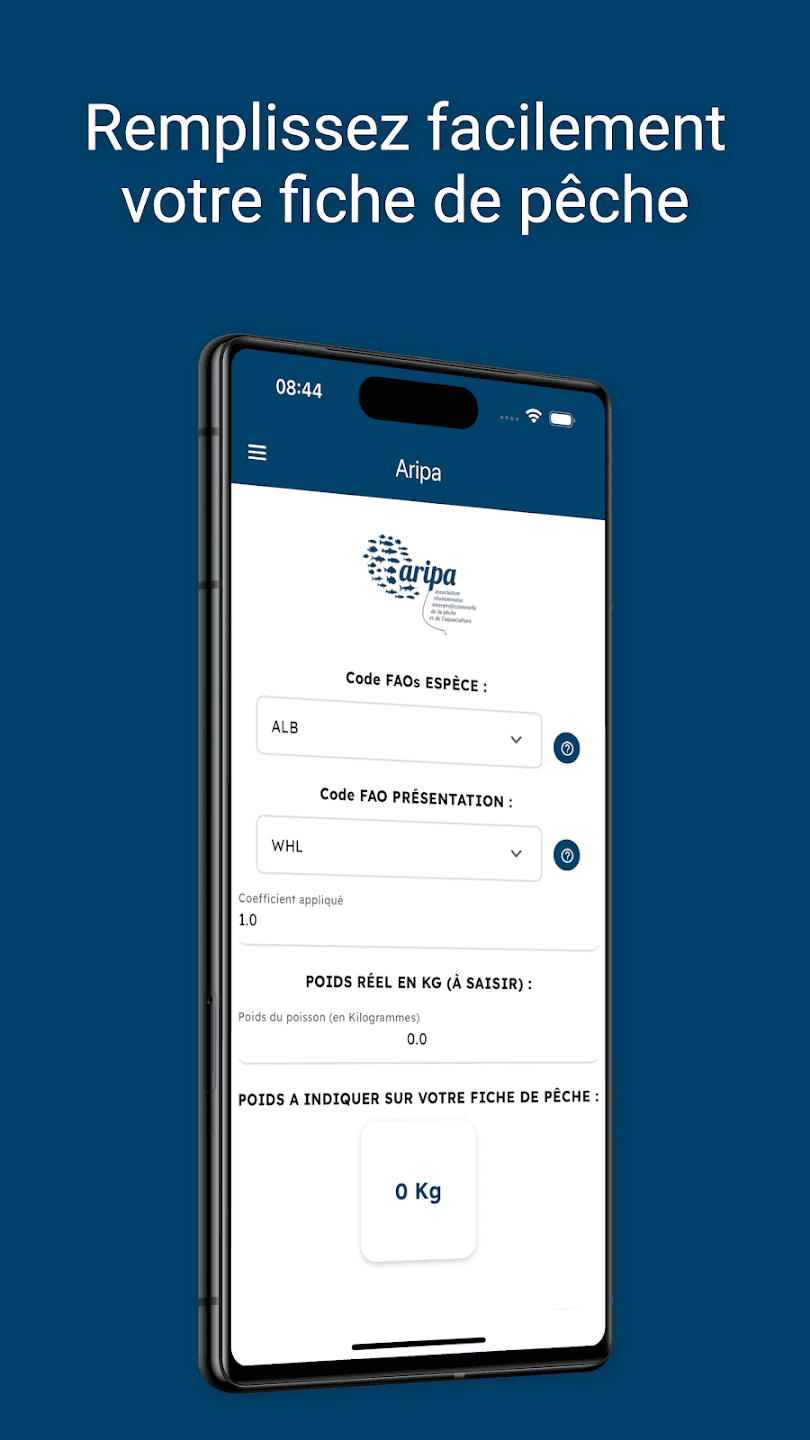 Remplissez facilement
votre fiche de pêche
08:44
Aripa
aripa
association
réunionnaise
interprofessionnelle
de la pêche
et de l'aquaculture
Code FAOs ESPÈCE :
ALB
Code FAO PRÉSENTATION :
WHL
Coefficient appliqué
1.0
POIDS RÉEL EN KG (À SAISIR) :
Poids du poisson (en Kilogrammes)
0.0
POIDS A INDIQUER SUR VOTRE FICHE DE PÊCHE :
0 Kg